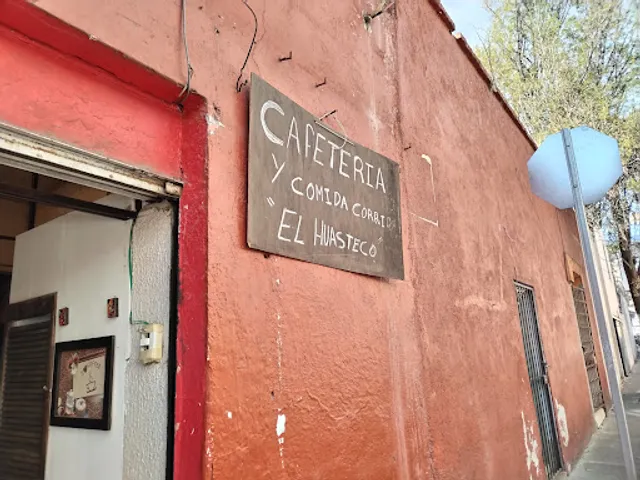 CAFETERIA
Y COMIDA CORRIDA
"EL HUASTECO"